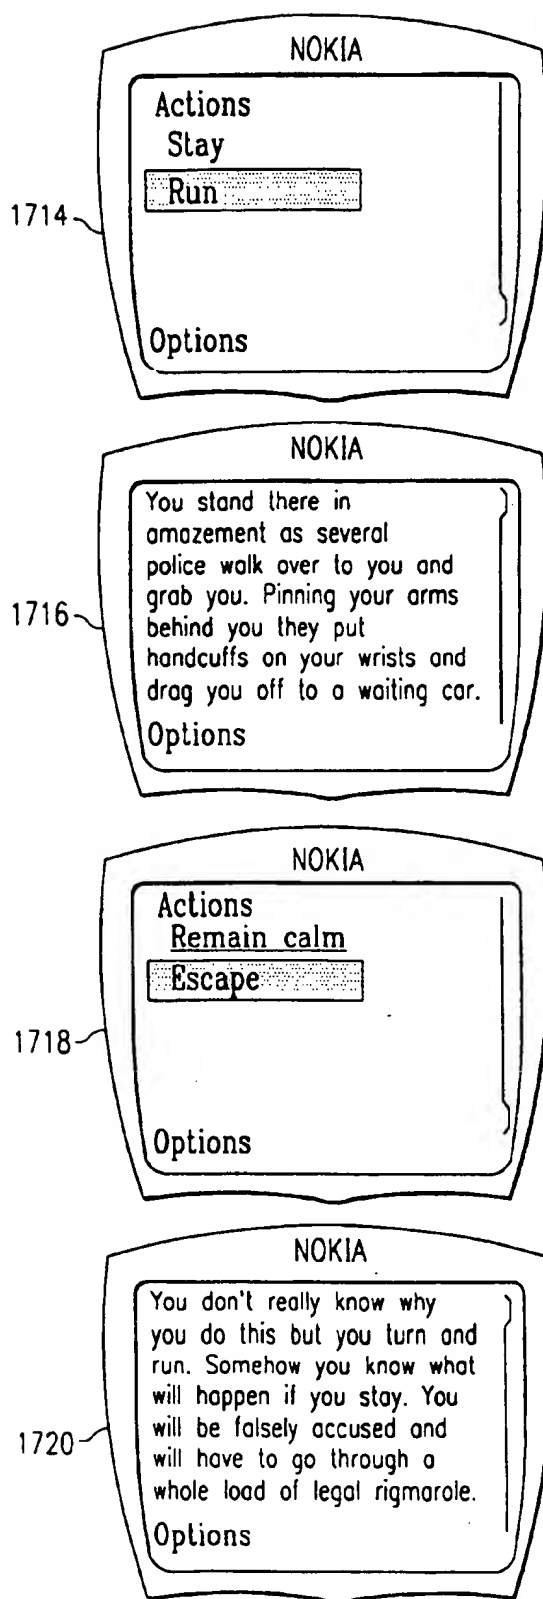 NOKIA
Actions
Stay
Run
1714
Options
NOKIA
You stand there in
amazement as several
police walk over to you and
grab you. Pinning your arms
1716
behind you they put
handcuffs on your wrists and
drag you off to a waiting car.
Options
NOKIA
Actions
Remain calm
Escape
1718
Options
NOKIA
You don't really know why
you do this but you turn and
run. Somehow you know what
will happen if you stay. You
will be falsely accused and
1720
will have to go through a
whole load of legal rigmarole.
Options